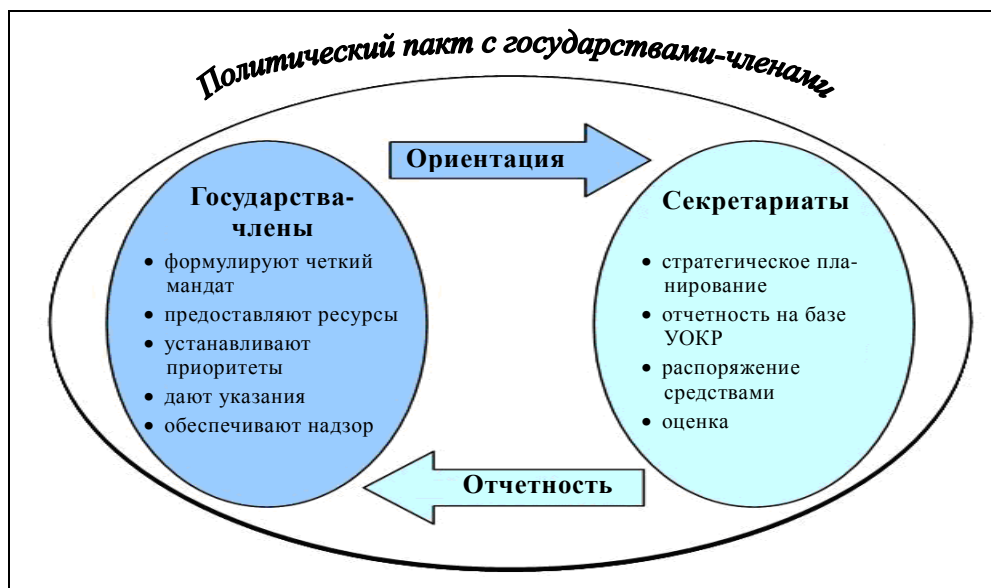 Политический пакт с государствами-членами
Ориентация
Государства-
члены
• формулируют четкий
мандат
• предоставляют ресурсы
• устанавливают
приоритеты
• дают указания
• обеспечивают надзор
Секретариаты
• стратегическое пла-
нирование
• отчетность на базе
УОКР
• распоряжение
средствами
• оценка
Отчетность